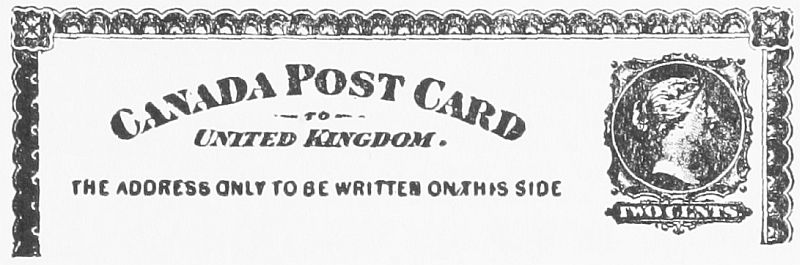 CANADA POST CARD
TO
UNITED KINGDOM.
THE ADDRESS ONLY TO BE WRITTEN ON THIS SIDE
TWO CENTS